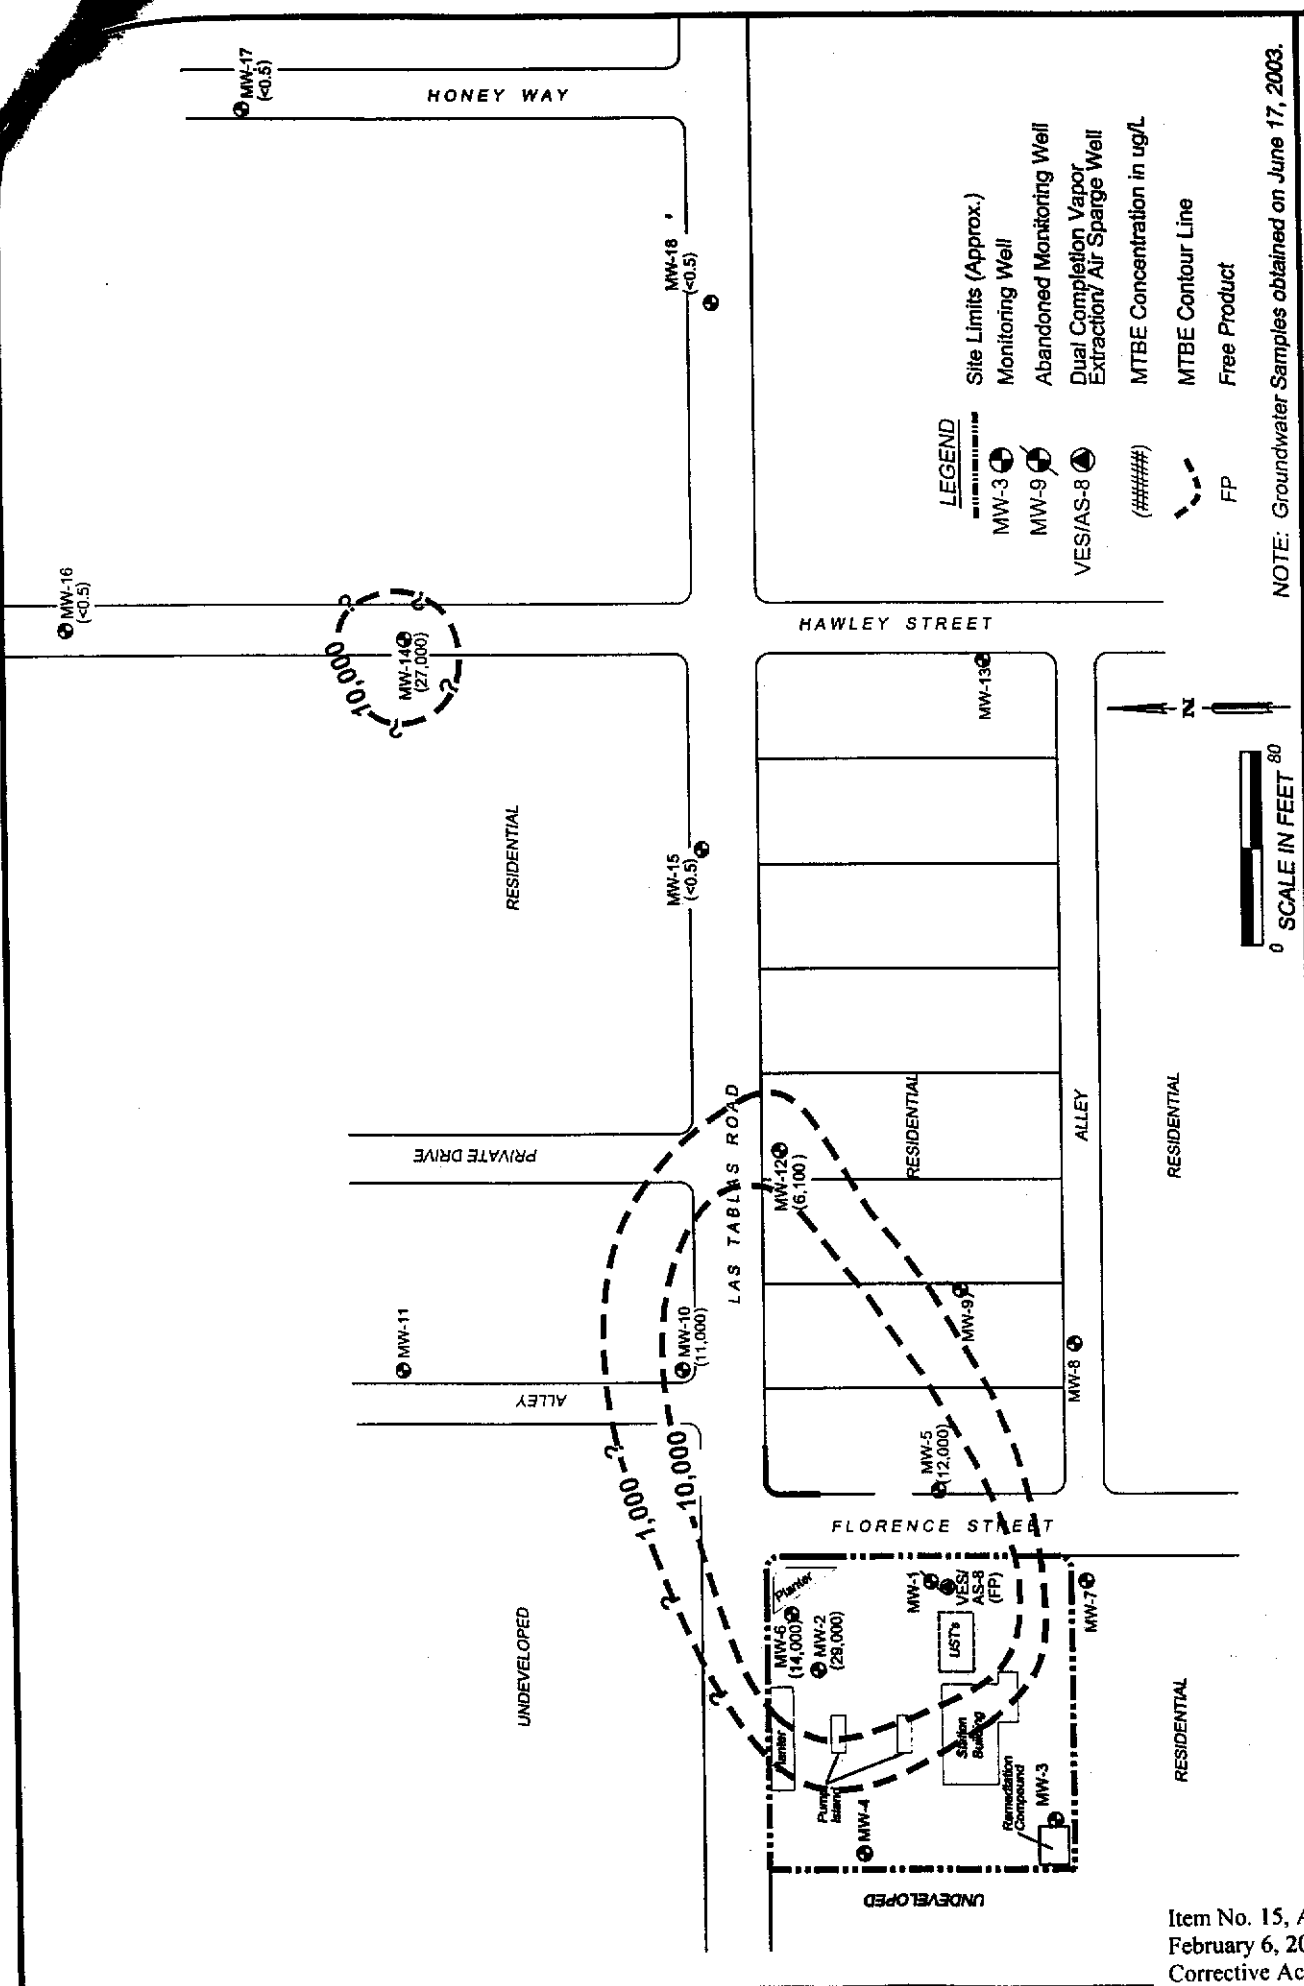 MW-17
(<0.5)
HONEY WAY
MW-18
(<0.5)
MW-16
(<0.5)
10,000
?
?
?
?
MW-14
(27,000)
HAWLEY STREET
MW-13
RESIDENTIAL
MW-15
(<0.5)
PRIVATE DRIVE
LAS TABLAS ROAD
MW-12
(6,100)
RESIDENTIAL
ALLEY
RESIDENTIAL
MW-11
ALLEY
MW-10
(11,000)
MW-9
MW-8
MW-5
(12,000)
FLORENCE STREET
1,000
?
?
?
10,000
UNDEVELOPED
Planter
MW-6
(14,000)
MW-2
(29,000)
MW-1
VES/
AS-8
(FP)
UST's
MW-7
Planter
Pump
Island
Station
Building
MW-4
Remediation
Compound
MW-3
RESIDENTIAL
UNDEVELOPED
LEGEND
Site Limits (Approx.)
MW-3 Monitoring Well
MW-9 Abandoned Monitoring Well
VES/AS-8 Dual Completion Vapor
Extraction/ Air Sparge Well
(#####) MTBE Concentration in ug/L
MTBE Contour Line
FP Free Product
NOTE: Groundwater Samples obtained on June 17, 2003.
N
0 80
SCALE IN FEET
Item No. 15,
February 6,
Corrective